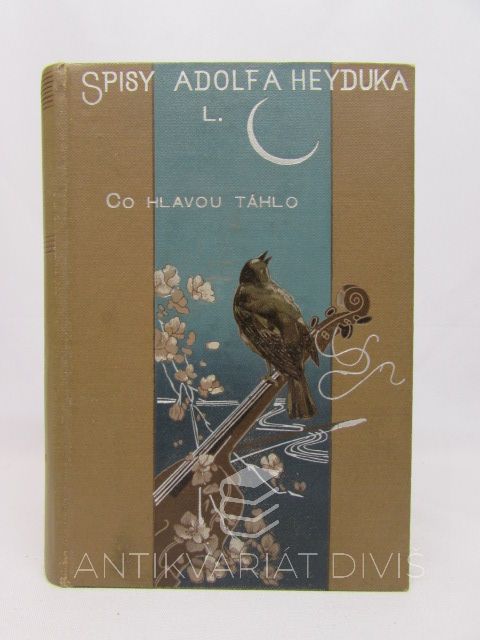 SPISY ADOLFA HEYDUKA
L.
CO HLAVOU TÁHLO
ANTIKVARIÁT DIVIŠ